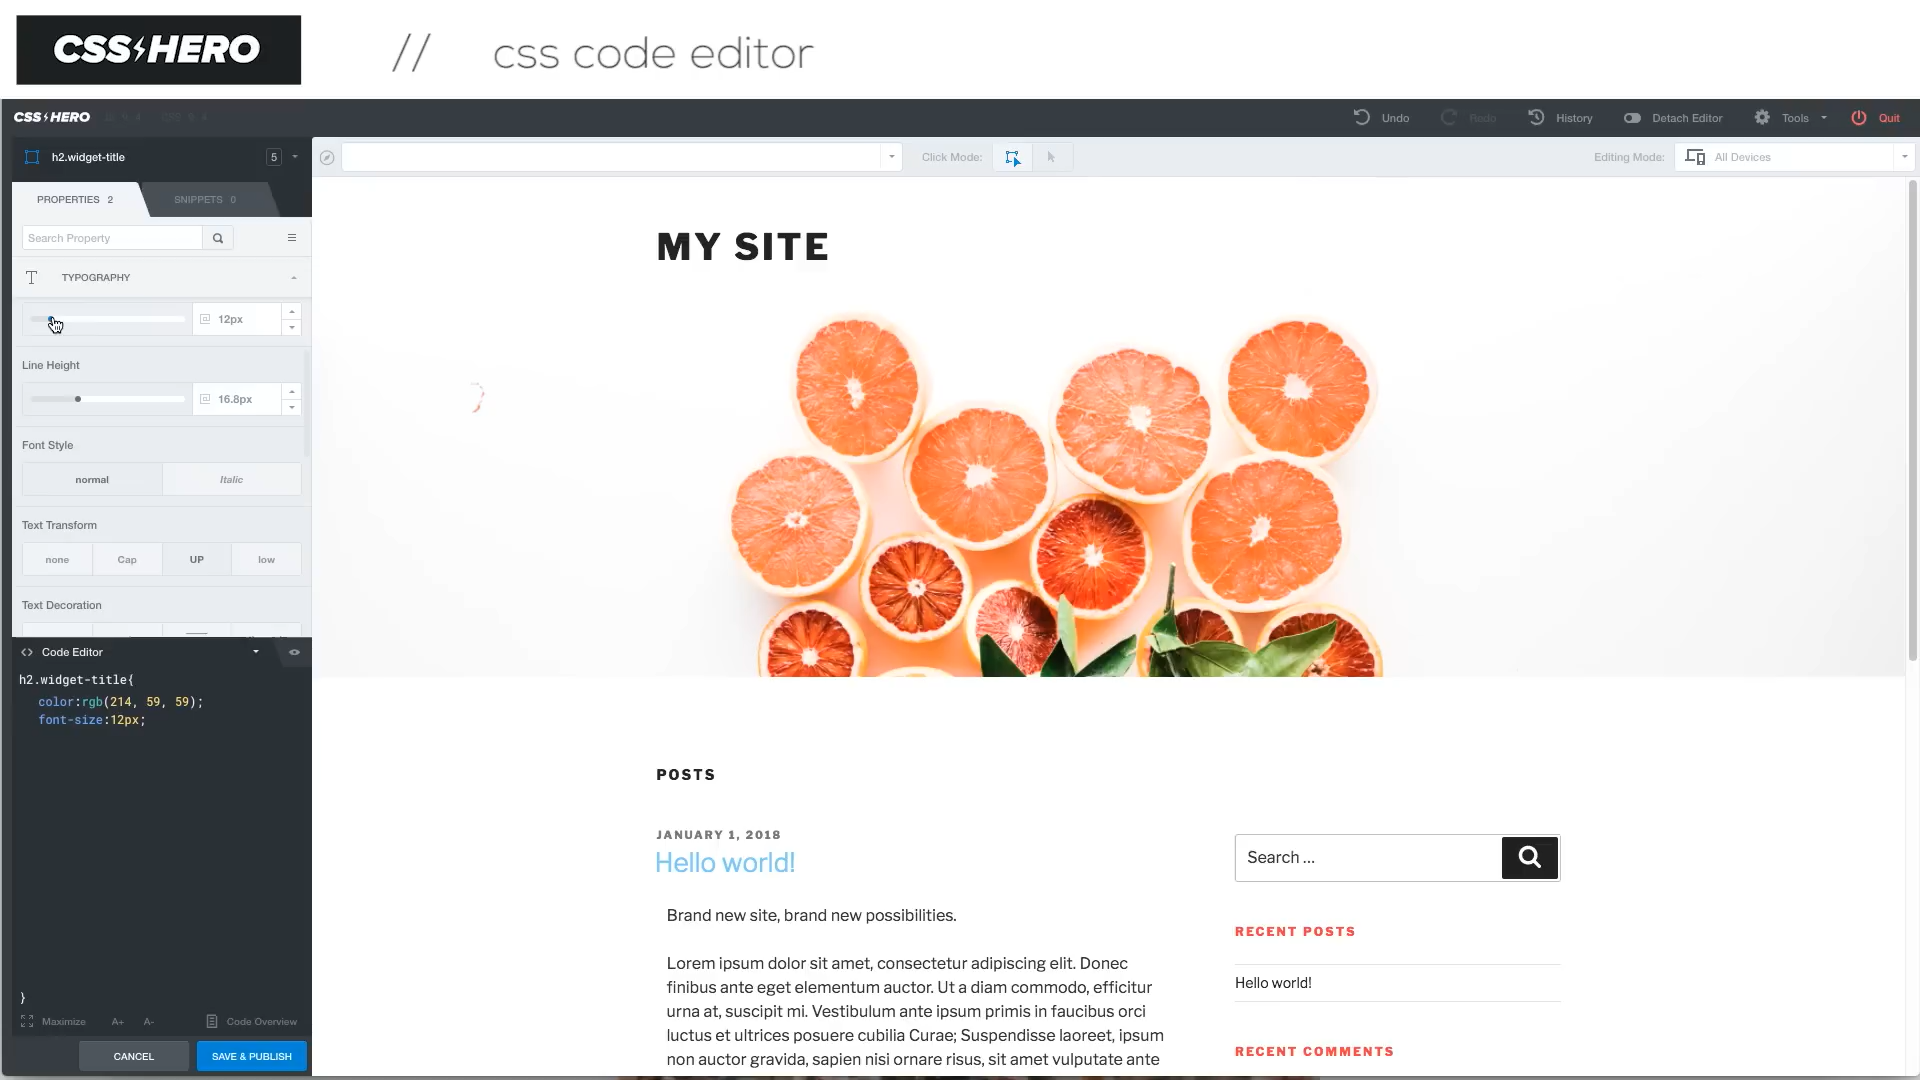 CSS HERO // css code editor
CSS HERO
Undo
Redo
History
Detach Editor
Tools
Quit
h2.widget-title
5
Click Mode:
Editing Mode:
All Devices
PROPERTIES 2
SNIPPETS 0
Search Property
TYPOGRAPHY
12px
Line Height
16.8px
Font Style
normal
Italic
Text Transform
none
Cap
UP
low
Text Decoration
<> Code Editor
h2.widget-title{
color:rgb(214, 59, 59);
font-size:12px;
}
Maximize
A+
A-
Code Overview
CANCEL
SAVE & PUBLISH
MY SITE
POSTS
JANUARY 1, 2018
Hello world!
Brand new site, brand new possibilities.
Lorem ipsum dolor sit amet, consectetur adipiscing elit. Donec
finibus ante eget elementum auctor. Ut a diam commodo, efficitur
urna at, suscipit mi. Vestibulum ante ipsum primis in faucibus orci
luctus et ultrices posuere cubilia Curae; Suspendisse laoreet, ipsum
non auctor gravida, sapien nisi ornare risus, sit amet vulputate ante
Search ...
RECENT POSTS
Hello world!
RECENT COMMENTS